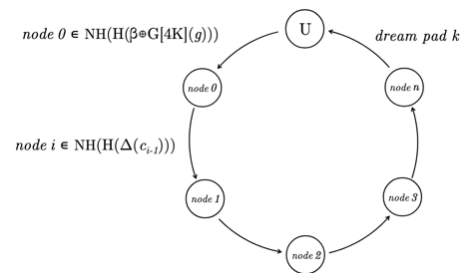 U
node 0 ∈ NH(H(β⊕G[4K](g)))
dream pad k
node 0
node n
node i ∈ NH(H(Δ(c_{i-1})))
node 1
node 3
node 2